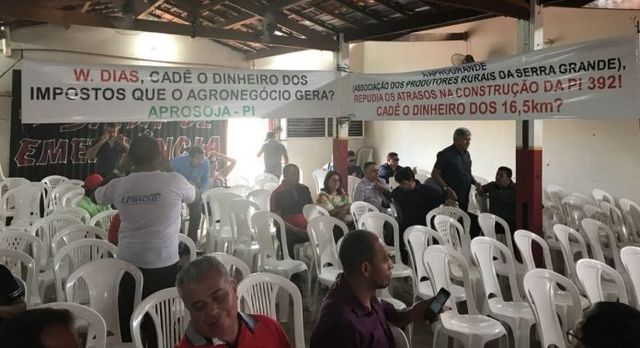 W. DIAS, CADÊ O DINHEIRO DOS
IMPOSTOS QUE O AGRONEGÓCIO GERA?
APROSOJA - PI
(ASSOCIAÇÃO DOS PRODUTORES RURAIS DA SERRA GRANDE),
REPUDIA OS ATRASOS NA CONSTRUÇÃO DA PI 392!
CADÊ O DINHEIRO DOS 16,5km?
EMERGÊNCIA